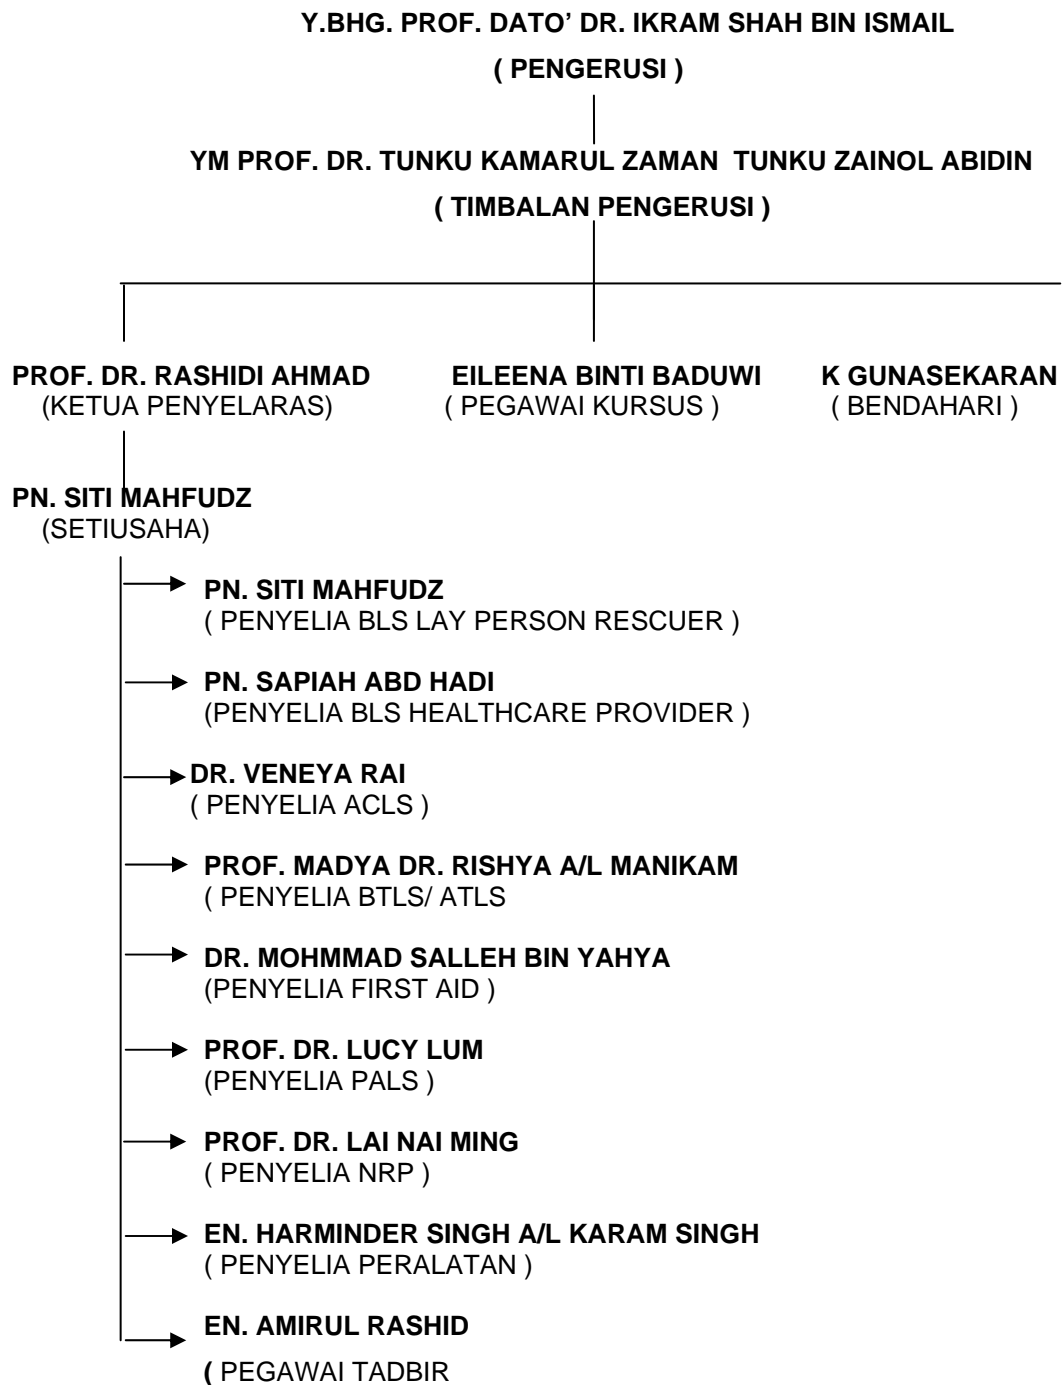 Y.BHG. PROF. DATO’ DR. IKRAM SHAH BIN ISMAIL
( PENGERUSI )
YM PROF. DR. TUNKU KAMARUL ZAMAN TUNKU ZAINOL ABIDIN
( TIMBALAN PENGERUSI )
PROF. DR. RASHIDI AHMAD
(KETUA PENYELARAS)
EILEENA BINTI BADUWI
( PEGAWAI KURSUS )
K GUNASEKARAN
( BENDAHARI )
PN. SITI MAHFUDZ
(SETIUSAHA)
PN. SITI MAHFUDZ
( PENYELIA BLS LAY PERSON RESCUER )
PN. SAPIAH ABD HADI
(PENYELIA BLS HEALTHCARE PROVIDER )
DR. VENEYA RAI
( PENYELIA ACLS )
PROF. MADYA DR. RISHYA A/L MANIKAM
( PENYELIA BTLS/ ATLS
DR. MOHMMAD SALLEH BIN YAHYA
(PENYELIA FIRST AID )
PROF. DR. LUCY LUM
(PENYELIA PALS )
PROF. DR. LAI NAI MING
( PENYELIA NRP )
EN. HARMINDER SINGH A/L KARAM SINGH
( PENYELIA PERALATAN )
EN. AMIRUL RASHID
( PEGAWAI TADBIR